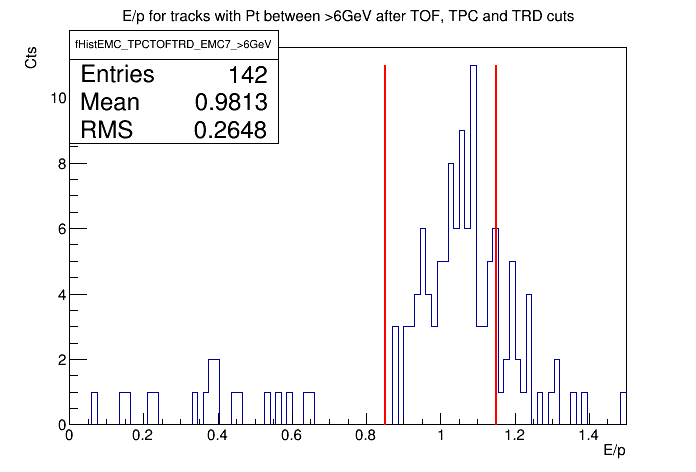 E/p for tracks with Pt between >6GeV after TOF, TPC and TRD cuts
fHistEMC_TPCTOFTRD_EMC7_>6GeV
Entries 142
Mean 0.9813
RMS 0.2648
Cts
10
8
6
4
2
0
0 0.2 0.4 0.6 0.8 1 1.2 1.4
E/p